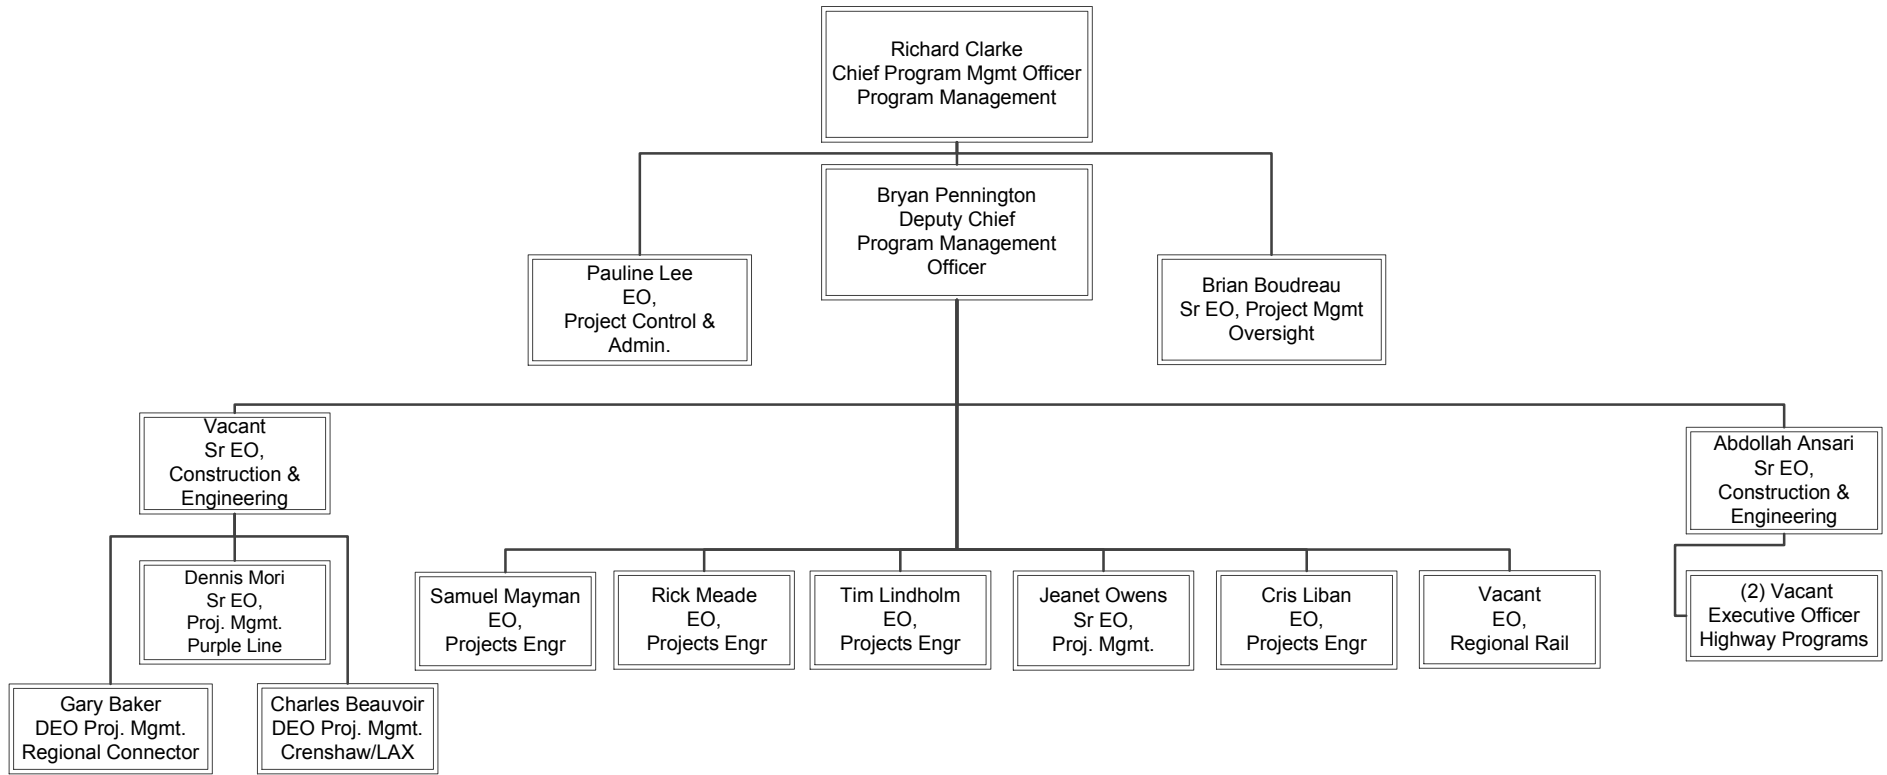 Richard Clarke
Chief Program Mgmt Officer
Program Management
Bryan Pennington
Deputy Chief
Program Management
Officer
Pauline Lee
EO,
Project Control &
Admin.
Brian Boudreau
Sr EO, Project Mgmt
Oversight
Vacant
Sr EO,
Construction &
Engineering
Abdollah Ansari
Sr EO,
Construction &
Engineering
Dennis Mori
Sr EO,
Proj. Mgmt.
Purple Line
Samuel Mayman
EO,
Projects Engr
Rick Meade
EO,
Projects Engr
Tim Lindholm
EO,
Projects Engr
Jeanet Owens
Sr EO,
Proj. Mgmt.
Cris Liban
EO,
Projects Engr
Vacant
EO,
Regional Rail
(2) Vacant
Executive Officer
Highway Programs
Gary Baker
DEO Proj. Mgmt.
Regional Connector
Charles Beauvoir
DEO Proj. Mgmt.
Crenshaw/LAX